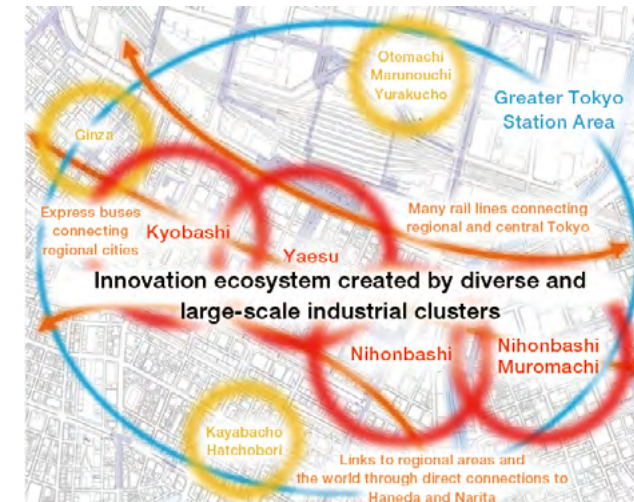 Otemachi
Marunouchi
Yurakucho
Greater Tokyo
Station Area
Ginza
Express buses
connecting
regional cities
Kyobashi
Yaesu
Many rail lines connecting
regional and central Tokyo
Innovation ecosystem created by diverse and
large-scale industrial clusters
Nihonbashi
Nihonbashi
Muromachi
Kayabacho
Hatchobori
Links to regional areas and
the world through direct connections to
Haneda and Narita